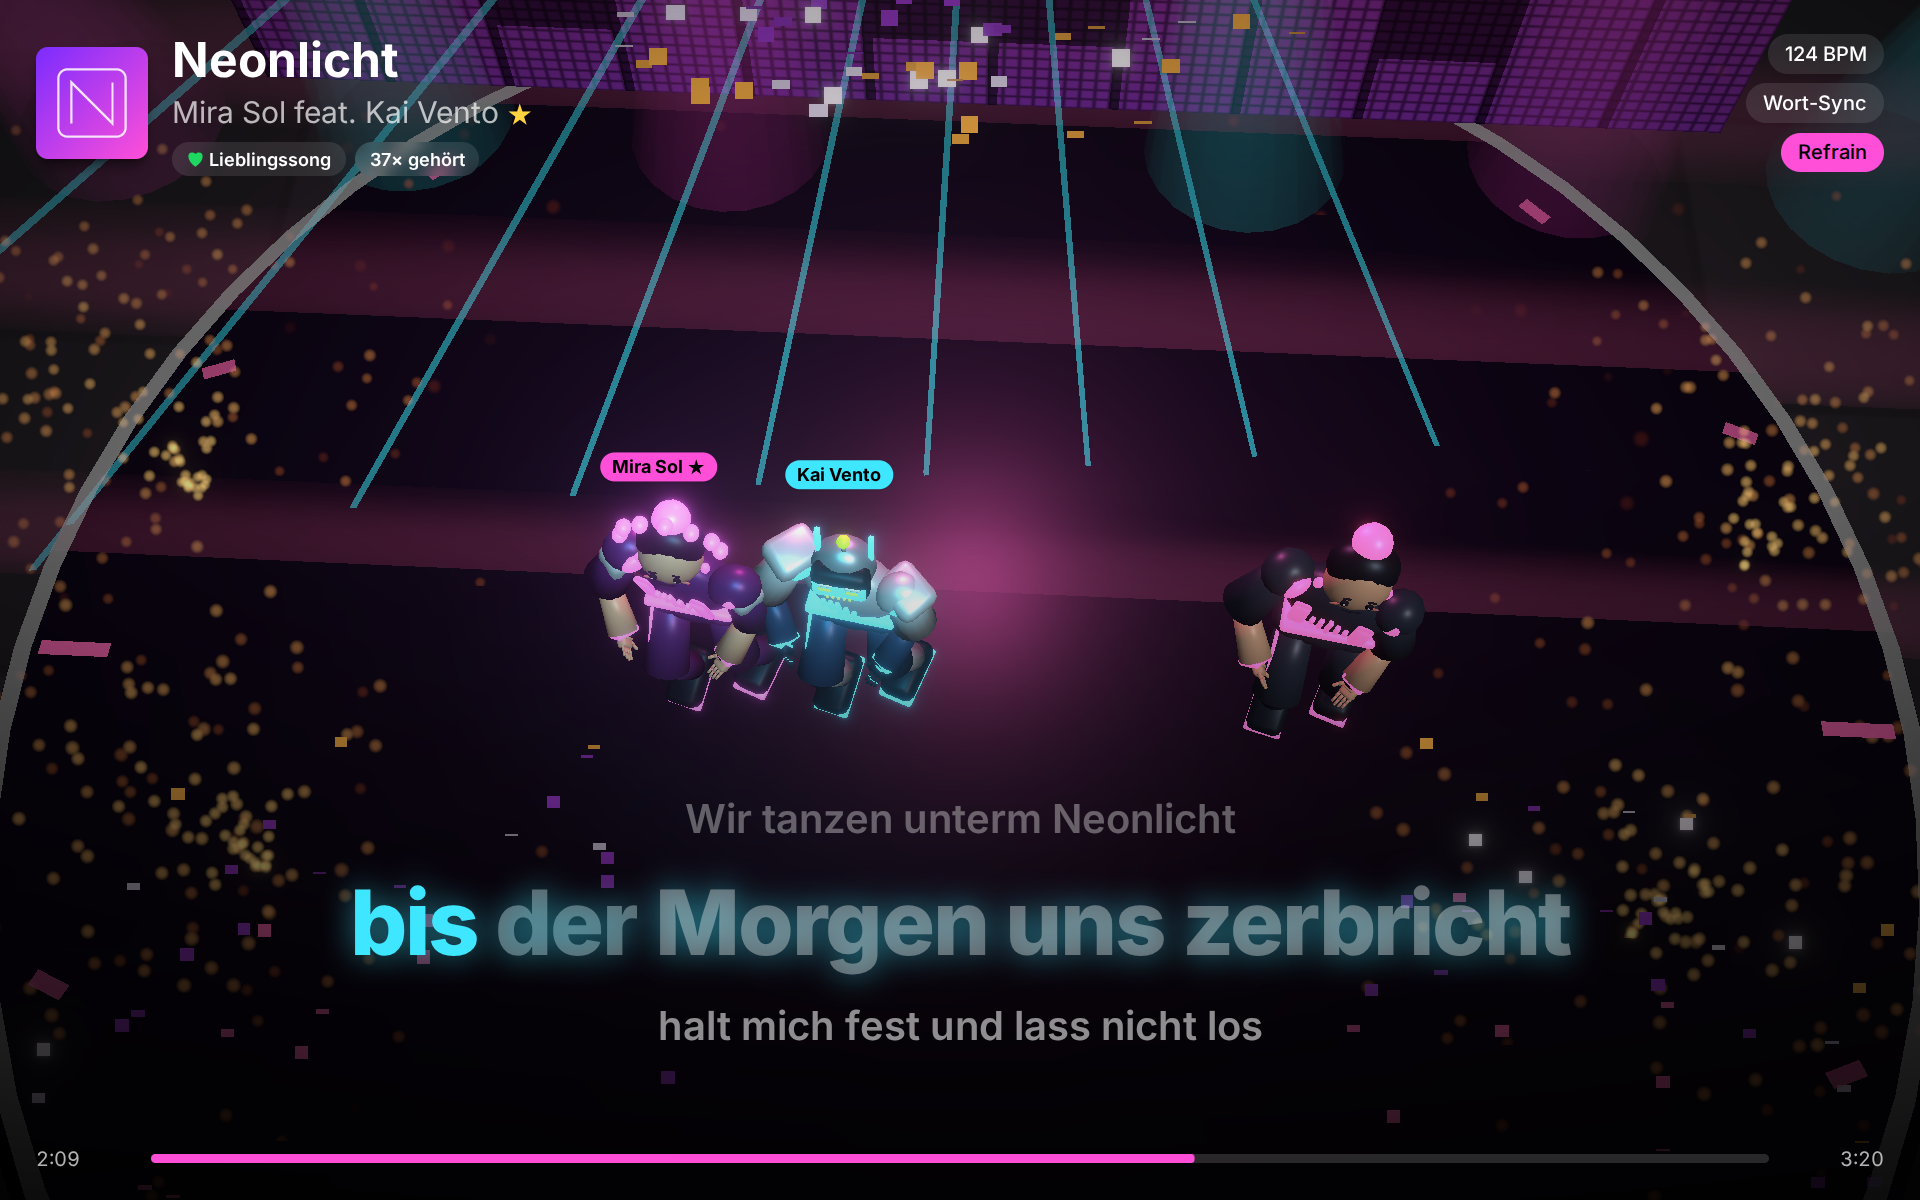 N
Neonlicht
Mira Sol feat. Kai Vento ⭐
💚 Lieblingssong
37× gehört
124 BPM
Wort-Sync
Refrain
Mira Sol ★
Kai Vento
Wir tanzen unterm Neonlicht
bis der Morgen uns zerbricht
halt mich fest und lass nicht los
2:09
3:20